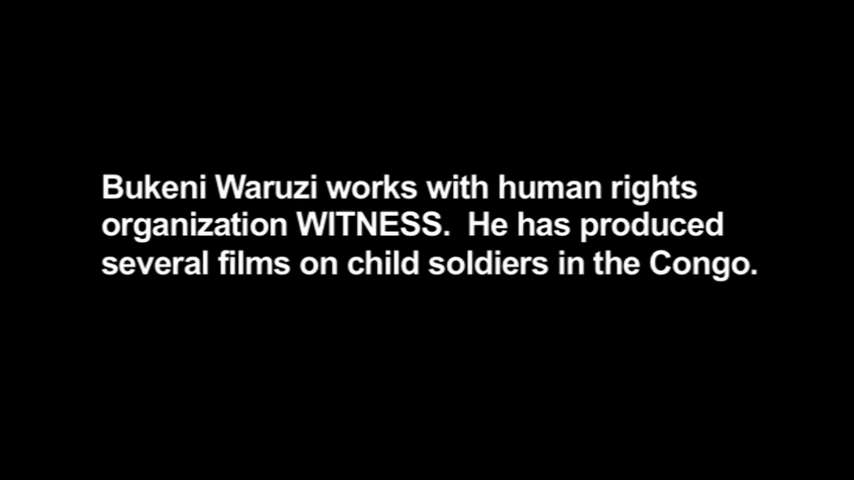 Bukeni Waruzi works with human rights
organization WITNESS.  He has produced
several films on child soldiers in the Congo.